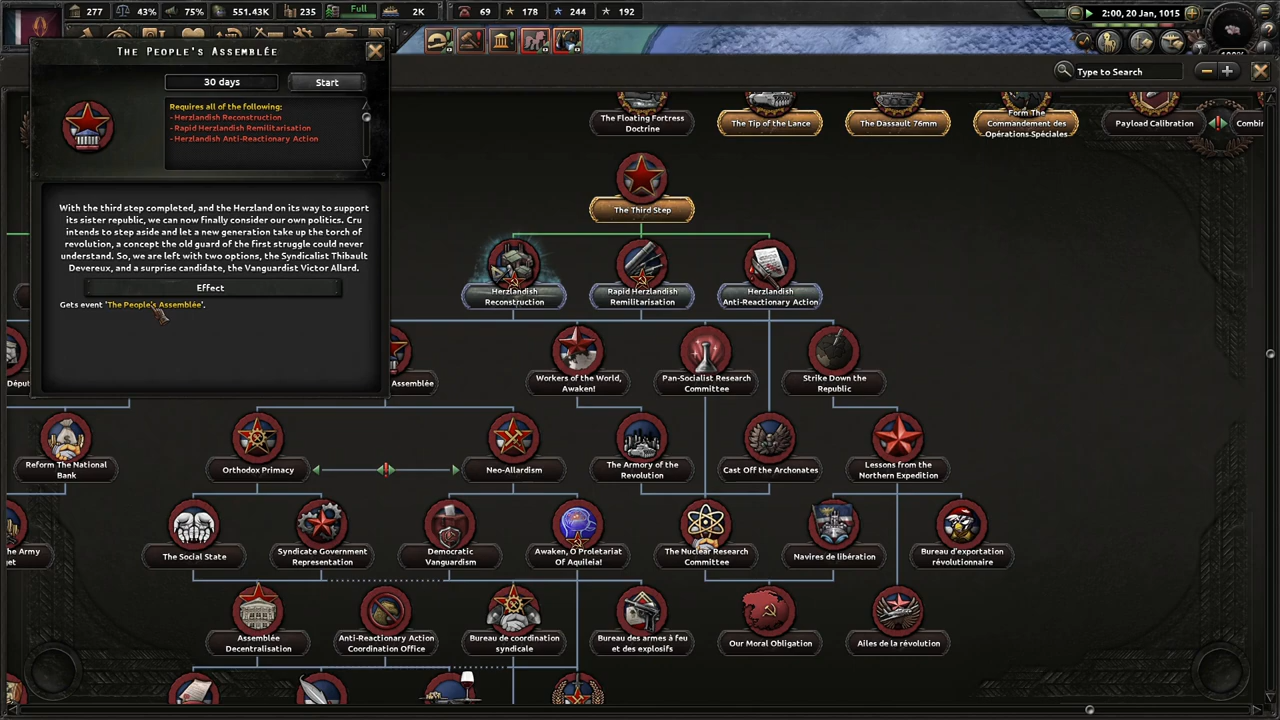 277
43%
75%
551.43K
235
Full
2K
69
178
244
192
2:00, 20 Jan, 1015
The People's Assemblée
30 days
Start
Requires all of the following:
- Herzlandish Reconstruction
- Rapid Herzlandish Remilitarisation
- Herzlandish Anti-Reactionary Action
With the third step completed, and the Herzland on its way to support
its sister republic, we can now finally consider our own politics. Cru
intends to step aside and let a new generation take up the torch of
revolution, a concept the old guard of the first struggle could never
understand. So, we are left with two options, the Syndicalist Thibault
Devereux, and a surprise candidate, the Vanguardist Victor Allard.
Effect
Gets event 'The People's Assemblée'.
Type to Search
The Floating Fortress
Doctrine
The Tip of the Lance
The Dassault 76mm
Form The
Commandement des
Opérations Spéciales
Payload Calibration
Combin
The Third Step
Herzlandish
Reconstruction
Rapid Herzlandish
Remilitarisation
Herzlandish
Anti-Reactionary Action
Députi
Assemblée
Workers of the World,
Awaken!
Pan-Socialist Research
Committee
Strike Down the
Republic
Reform The National
Bank
Orthodox Primacy
Neo-Allardism
The Armory of the
Revolution
Cast Off the Archonates
Lessons from the
Northern Expedition
he Army
get
The Social State
Syndicate Government
Representation
Democratic
Vanguardism
Awaken, O Proletariat
Of Aquileia!
The Nuclear Research
Committee
Navires de libération
Bureau d'exportation
révolutionnaire
Assemblée
Decentralisation
Anti-Reactionary Action
Coordination Office
Bureau de coordination
syndicale
Bureau des armes à feu
et des explosifs
Our Moral Obligation
Ailes de la révolution